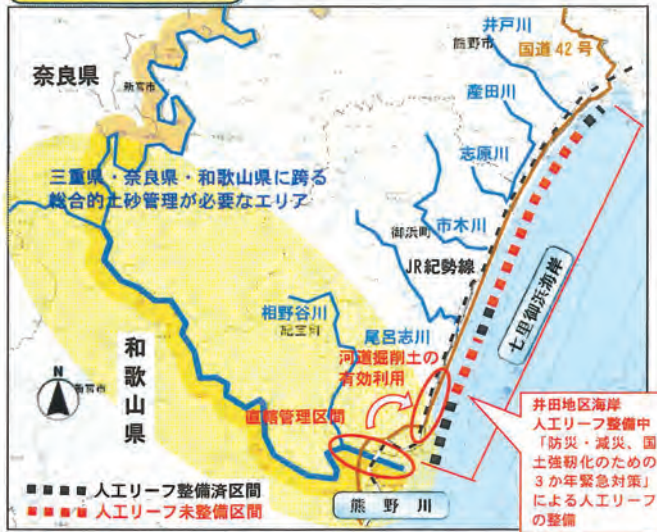 井戸川
熊野市
国道42号
奈良県
新宮市
産田川
志原川
三重県・奈良県・和歌山県に跨る
総合的土砂管理が必要なエリア
市木川
御浜町
JR紀勢線
七里御浜海岸
相野谷川
紀宝町
尾呂志川
河道掘削土の
有効利用
和歌山県
N
新宮市
直轄管理区間
井田地区海岸
人工リーフ整備中
「防災・減災、国
土強靭化のための
3か年緊急対策」
による人工リーフ
の整備
人工リーフ整備済区間
人工リーフ未整備区間
熊野川